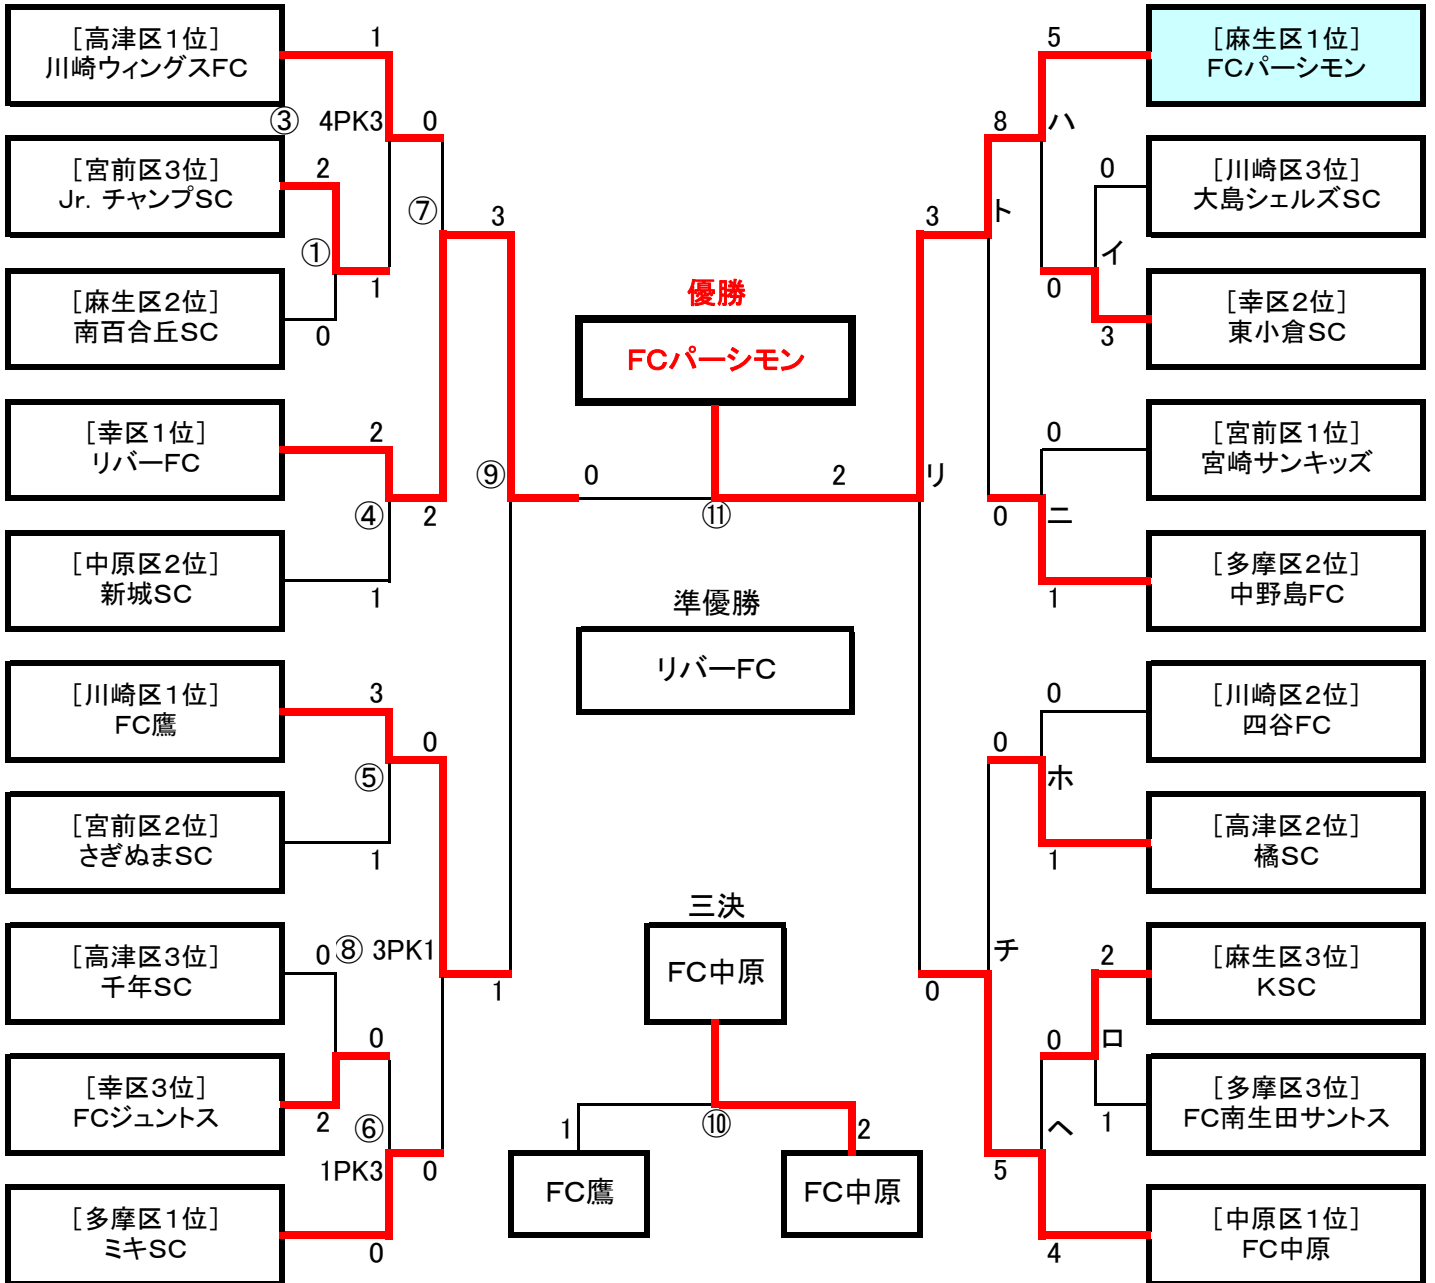 [高津区1位]
川崎ウィングスFC
1
③
4PK3
0
[宮前区3位]
Jr. チャンプSC
2
①
1
⑦
3
[麻生区2位]
南百合丘SC
0
[幸区1位]
リバーFC
2
④
2
⑨
0
[中原区2位]
新城SC
1
[川崎区1位]
FC鷹
3
0
⑤
[宮前区2位]
さぎぬまSC
1
[高津区3位]
千年SC
0
⑧
3PK1
1
0
[幸区3位]
FCジュントス
2
⑥
1PK3
0
[多摩区1位]
ミキSC
0
優勝
FCパーシモン
2
⑪
準優勝
リバーFC
三決
FC中原
1
⑩
2
FC鷹
FC中原
5
[麻生区1位]
FCパーシモン
8
ハ
0
[川崎区3位]
大島シェルズSC
3
ト
イ
0
[幸区2位]
東小倉SC
3
0
[宮前区1位]
宮崎サンキッズ
リ
0
ニ
[多摩区2位]
中野島FC
1
0
[川崎区2位]
四谷FC
0
ホ
[高津区2位]
橘SC
1
チ
0
2
[麻生区3位]
KSC
0
ロ
[多摩区3位]
FC南生田サントス
1
ヘ
5
[中原区1位]
FC中原
4